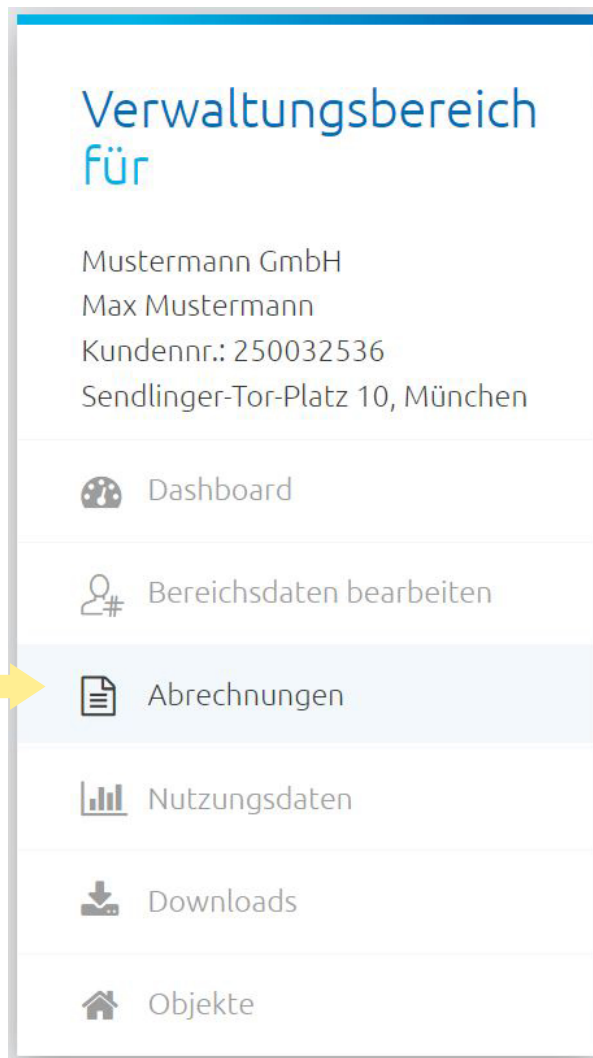 Verwaltungsbereich
für
Mustermann GmbH
Max Mustermann
Kundennr.: 250032536
Sendlinger-Tor-Platz 10, München
Dashboard
Bereichsdaten bearbeiten
Abrechnungen
Nutzungsdaten
Downloads
Objekte